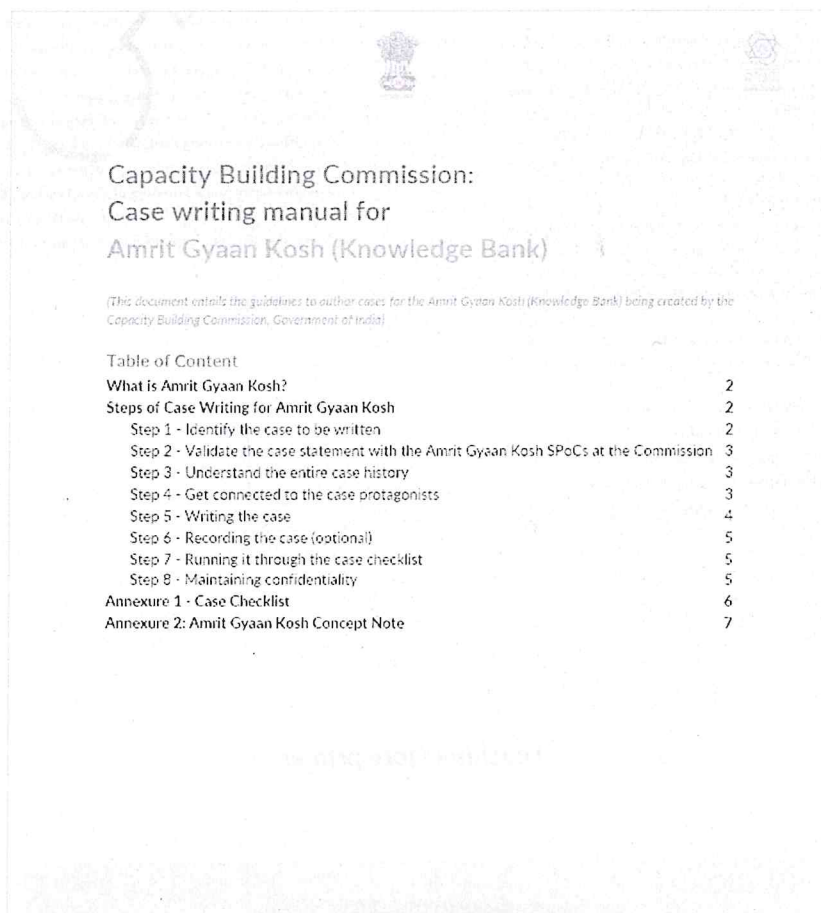 Capacity Building Commission:
Case writing manual for
Amrit Gyaan Kosh (Knowledge Bank)
(This document entails the guidelines to author cases for the Amrit Gyaan Kosh (Knowledge Bank) being created by the
Capacity Building Commission, Government of India)
Table of Content
What is Amrit Gyaan Kosh? 2
Steps of Case Writing for Amrit Gyaan Kosh 2
Step 1 - Identify the case to be written 2
Step 2 - Validate the case statement with the Amrit Gyaan Kosh SPoCs at the Commission 3
Step 3 - Understand the entire case history 3
Step 4 - Get connected to the case protagonists 3
Step 5 - Writing the case 4
Step 6 - Recording the case (optional) 5
Step 7 - Running it through the case checklist 5
Step 8 - Maintaining confidentiality 5
Annexure 1 - Case Checklist 6
Annexure 2: Amrit Gyaan Kosh Concept Note 7